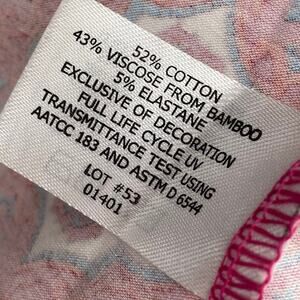 52% COTTON
43% VISCOSE FROM BAMBOO
5% ELASTANE
EXCLUSIVE OF DECORATION
FULL LIFE CYCLE UV
TRANSMITTANCE TEST USING
AATCC 183 AND ASTM D 6544
LOT #53
01401